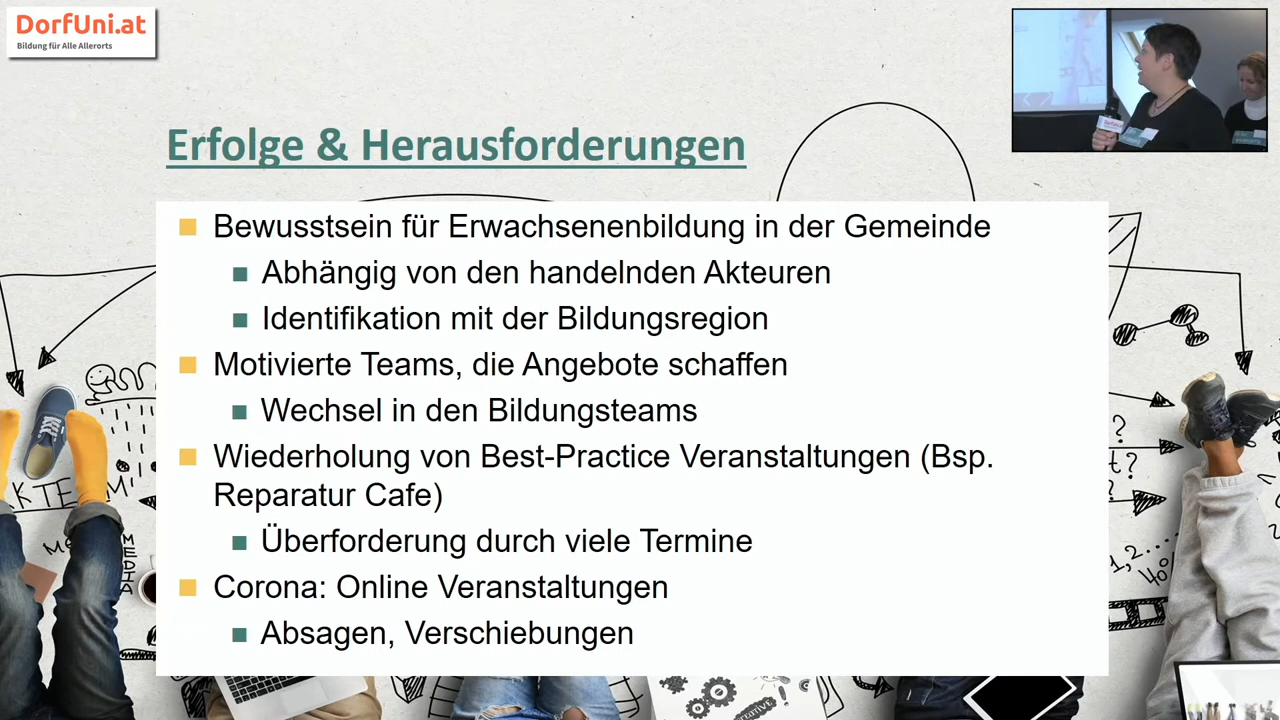 DorfUni.at
Bildung für Alle Allerorts
Erfolge & Herausforderungen
Bewusstsein für Erwachsenenbildung in der Gemeinde
Abhängig von den handelnden Akteuren
Identifikation mit der Bildungsregion
Motivierte Teams, die Angebote schaffen
Wechsel in den Bildungsteams
Wiederholung von Best-Practice Veranstaltungen (Bsp.
Reparatur Cafe)
Überforderung durch viele Termine
Corona: Online Veranstaltungen
Absagen, Verschiebungen